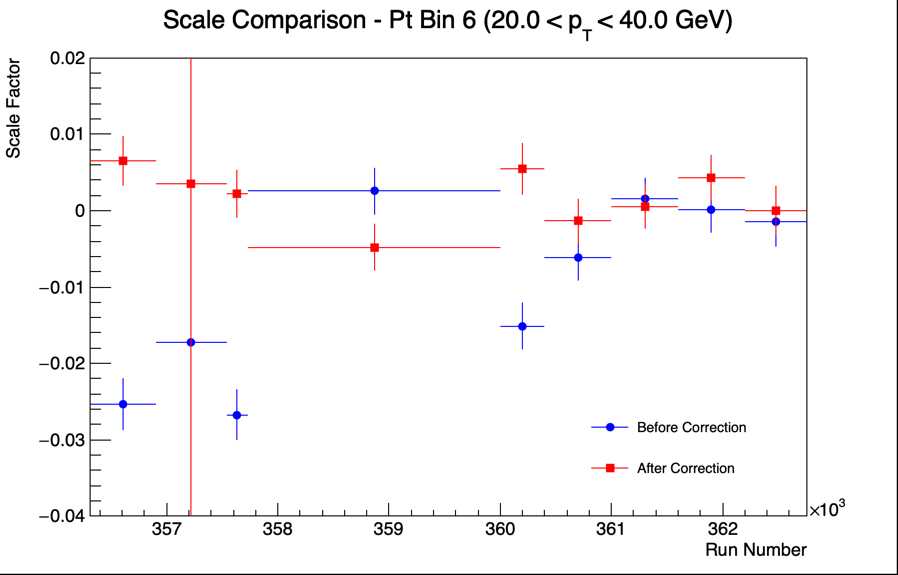 Scale Comparison - Pt Bin 6 (20.0 < pT < 40.0 GeV)
Scale Factor
0.02
0.01
0
−0.01
−0.02
−0.03
−0.04
Before Correction
After Correction
357 358 359 360 361 362
×10³
Run Number